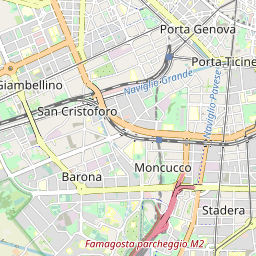 Porta Genova
Porta Ticine
Naviglio Grande
Giambellino
Naviglio Pavese
San Cristoforo
Moncucco
Barona
Stadera
Famagosta parcheggio M2